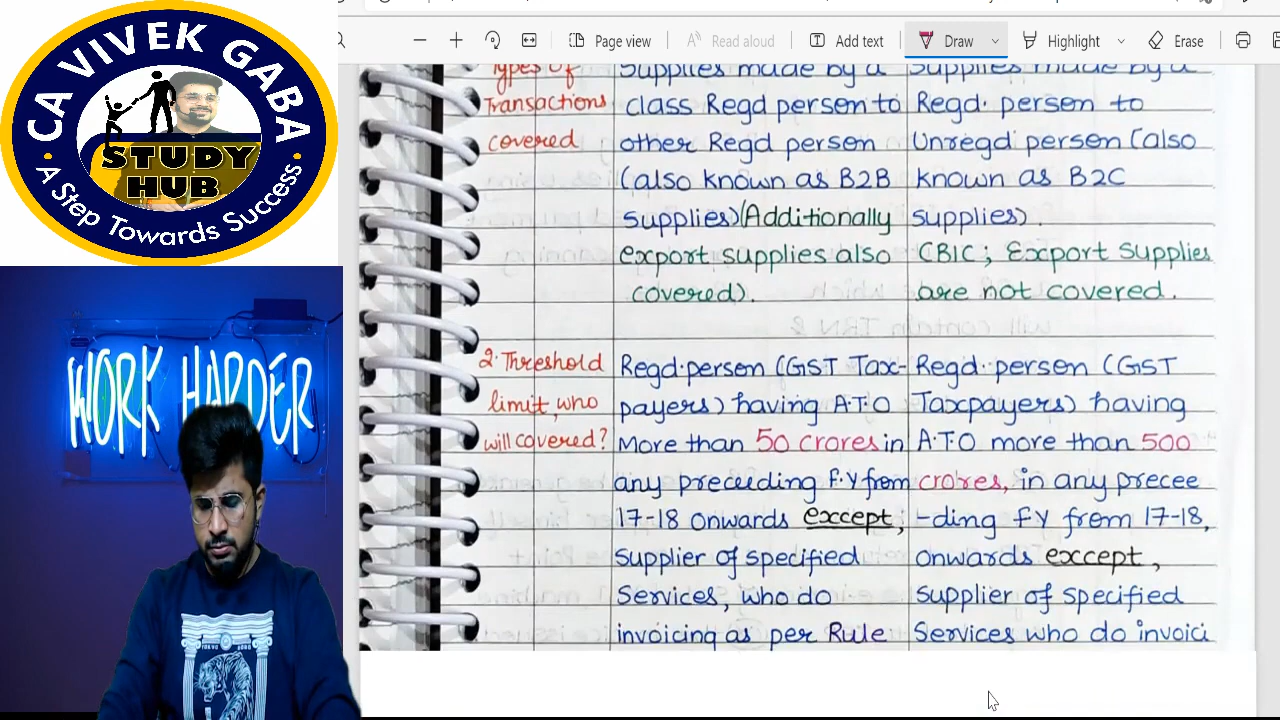 CA VIVEK GABA
STUDY
HUB
• A Step Towards Success •
WORK HARDER
Page view
Read aloud
Add text
Draw
Highlight
Erase
Types of
Transactions
covered
Supplies made by a
class Regd person to
other Regd person
(also known as B2B
supplies)(Additionally
export supplies also
covered).
Supplies made by a
Regd. person to
Unregd person (also
known as B2C
supplies).
CBIC; Export Supplies
are not covered.
2. Threshold
limit, who
will covered?
Regd. person (GST Tax-
payers) having A.T.O
More than 50 crores in
any preceeding F.Y from
17-18 onwards except;
supplier of specified
Services, who do
invoicing as per Rule
Regd. person (GST
Taxpayers) having
A.T.O more than 500
crores, in any precee
-ding FY from 17-18,
onwards except,
supplier of specified
Services who do invoici